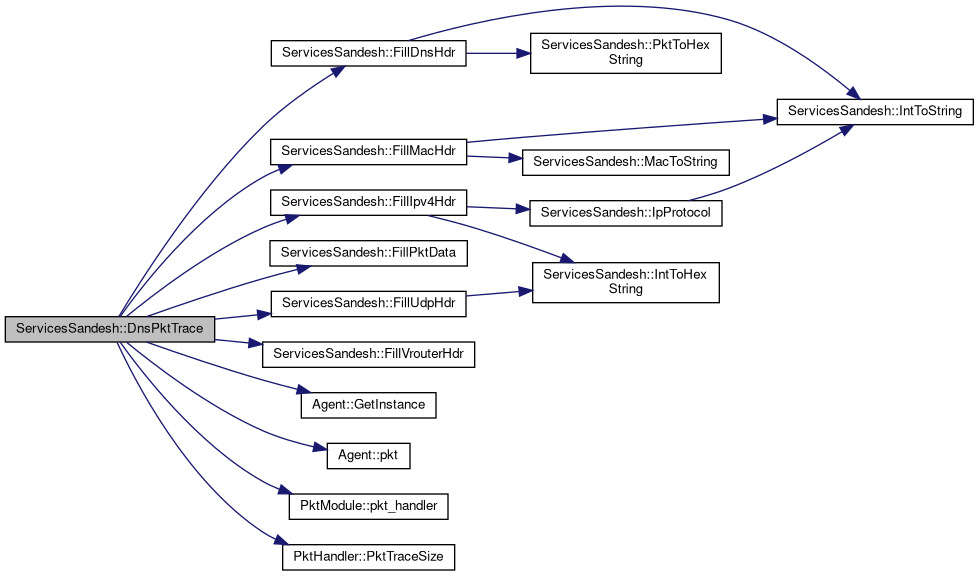 ServicesSandesh::DnsPktTrace
ServicesSandesh::FillDnsHdr
ServicesSandesh::PktToHex
String
ServicesSandesh::IntToString
ServicesSandesh::FillMacHdr
ServicesSandesh::MacToString
ServicesSandesh::FillIpv4Hdr
ServicesSandesh::IpProtocol
ServicesSandesh::FillPktData
ServicesSandesh::IntToHex
String
ServicesSandesh::FillUdpHdr
ServicesSandesh::FillVrouterHdr
Agent::GetInstance
Agent::pkt
PktModule::pkt_handler
PktHandler::PktTraceSize